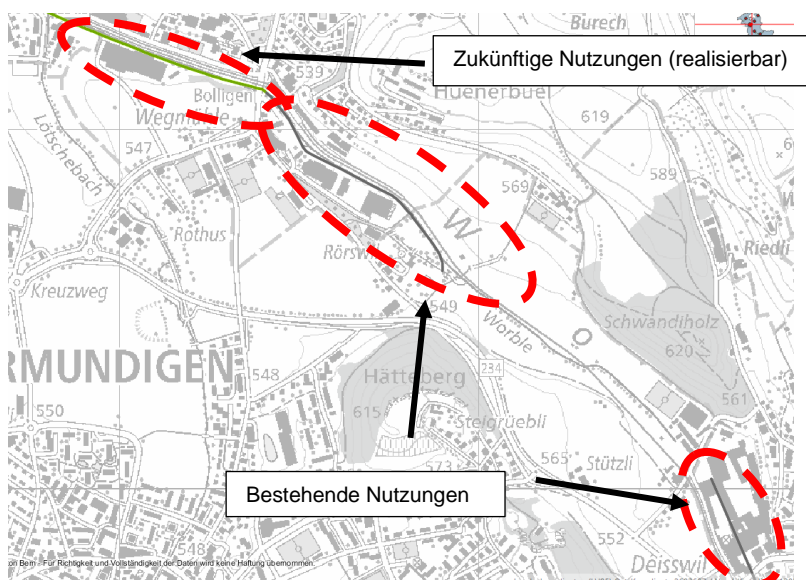 Burech
Zukünftige Nutzungen (realisierbar)
539
Huenerbüel
Bolligen
Wegmühle
619
Lötschebach
547
569
589
W
Rothus
Rörswil
Riedli
Kreuzweg
549
Worble
O
Schwandiholz
620
RMUNDIGEN
548
Hätteberg
234
550
615
Steigrüebli
561
573
565
Stützli
Bestehende Nutzungen
552
548
Deisswil
on Bern - Für Richtigkeit und Vollständigkeit der Daten wird keine Haftung übernommen.